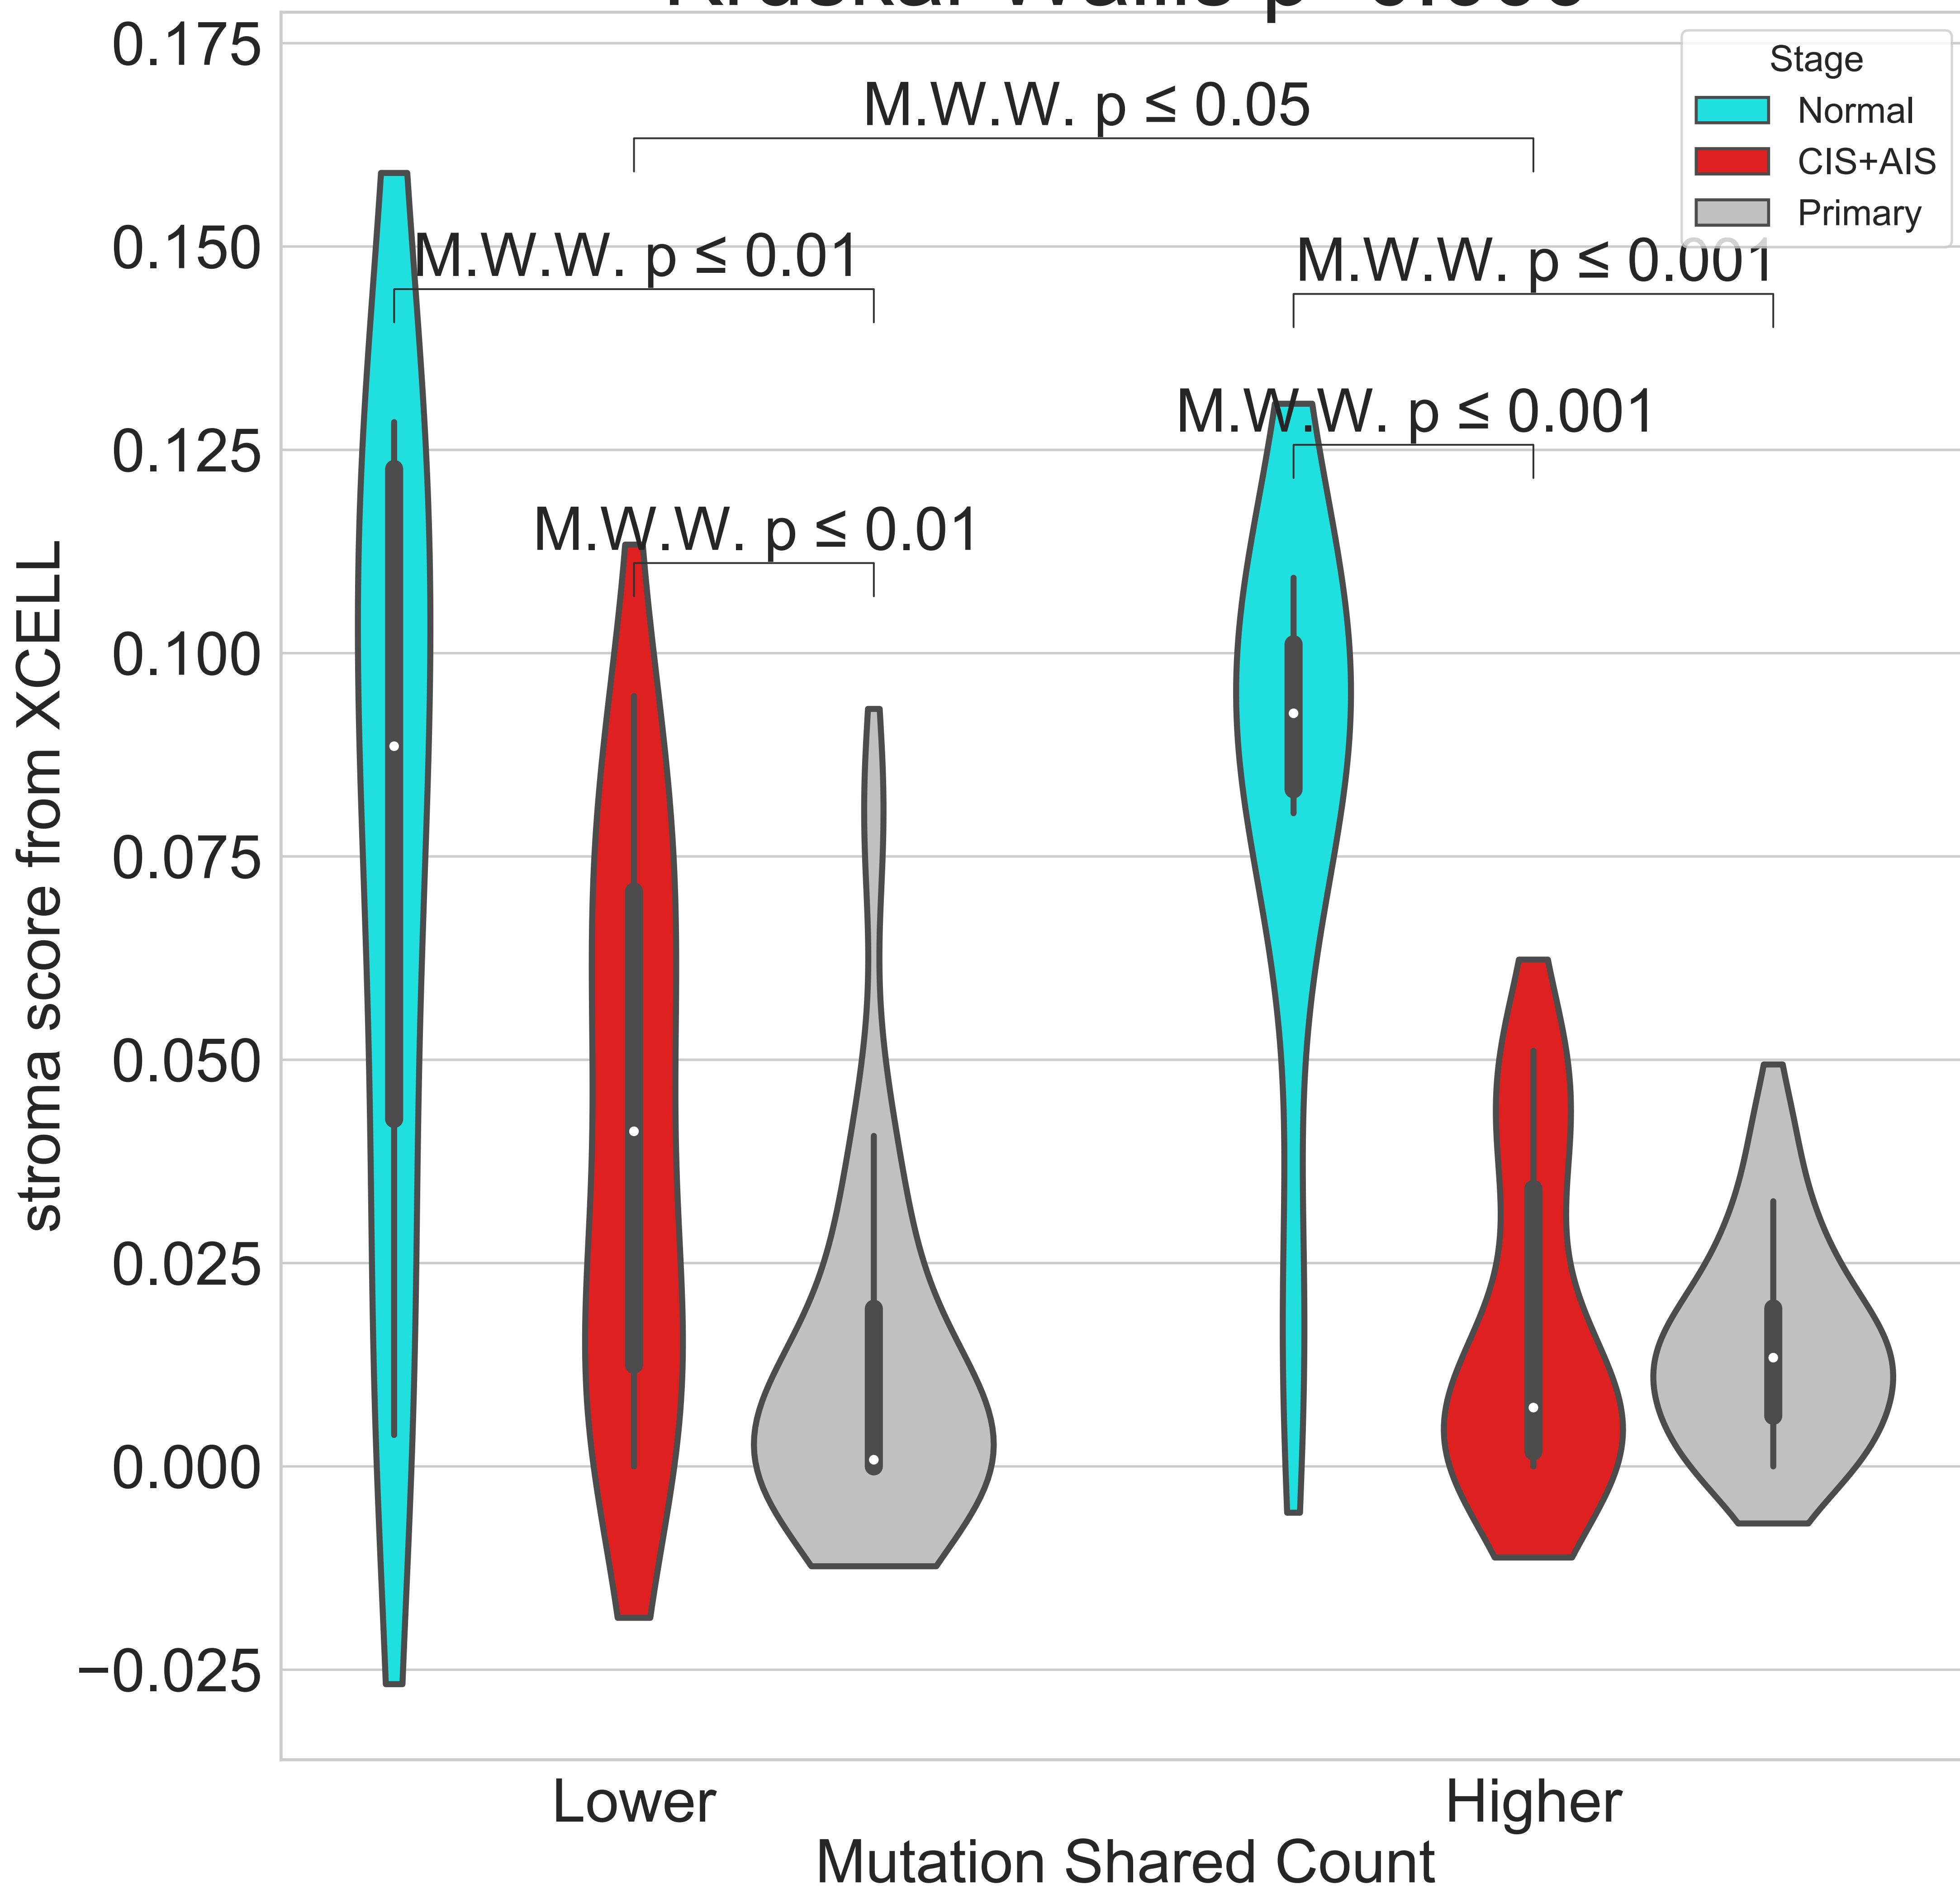 0.175
0.150
0.125
0.100
0.075
0.050
0.025
0.000
−0.025
stroma score from XCELL
M.W.W. p ≤ 0.05
M.W.W. p ≤ 0.01
M.W.W. p ≤ 0.001
M.W.W. p ≤ 0.001
M.W.W. p ≤ 0.01
Stage
Normal
CIS+AIS
Primary
Lower
Higher
Mutation Shared Count